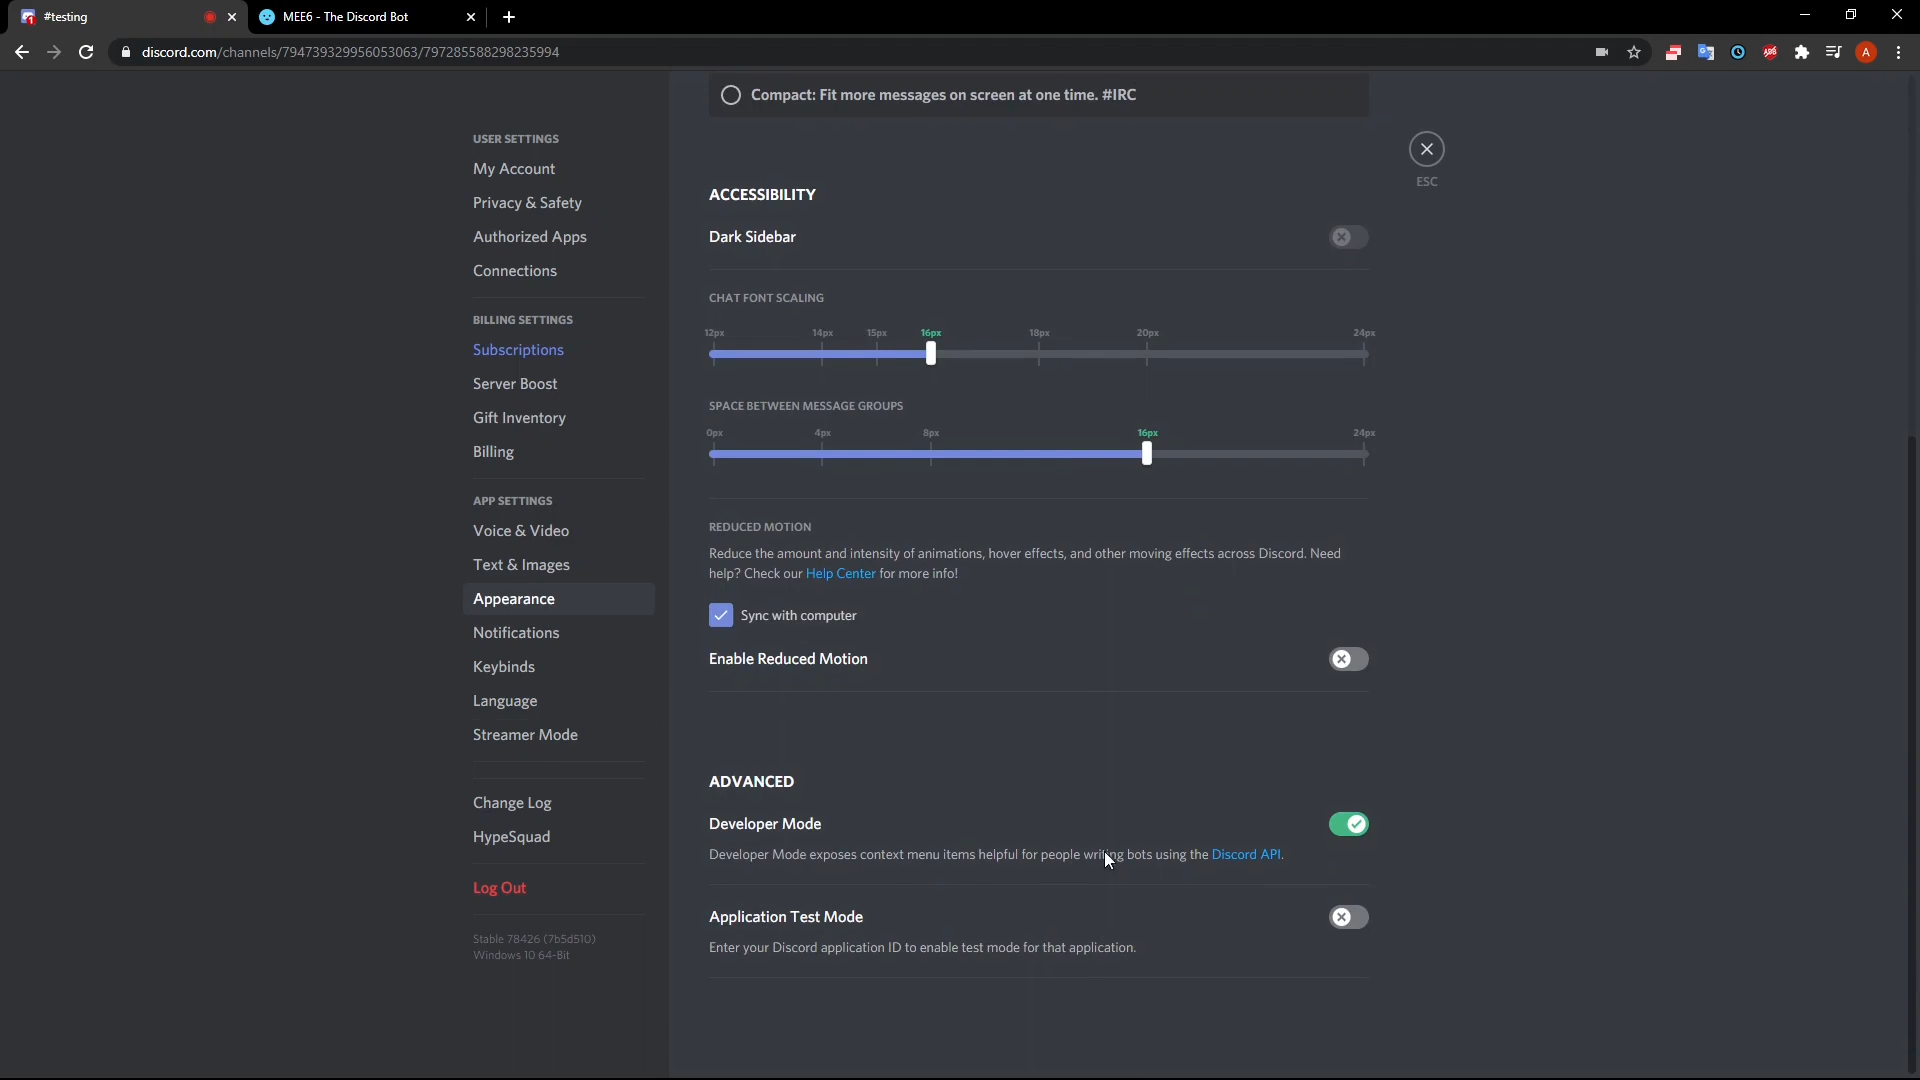 #testing
MEE6 - The Discord Bot
discord.com/channels/794739329956053063/797285588298235994
A
USER SETTINGS
My Account
Privacy & Safety
Authorized Apps
Connections
BILLING SETTINGS
Subscriptions
Server Boost
Gift Inventory
Billing
APP SETTINGS
Voice & Video
Text & Images
Appearance
Notifications
Keybinds
Language
Streamer Mode
Change Log
HypeSquad
Log Out
Stable 78426 (7b5d510)
Windows 10 64-Bit
Compact: Fit more messages on screen at one time. #IRC
ESC
ACCESSIBILITY
Dark Sidebar
CHAT FONT SCALING
12px 14px 15px 16px 18px 20px 24px
SPACE BETWEEN MESSAGE GROUPS
0px 4px 8px 16px 24px
REDUCED MOTION
Reduce the amount and intensity of animations, hover effects, and other moving effects across Discord. Need
help? Check our Help Center for more info!
Sync with computer
Enable Reduced Motion
ADVANCED
Developer Mode
Developer Mode exposes context menu items helpful for people writing bots using the Discord API.
Application Test Mode
Enter your Discord application ID to enable test mode for that application.